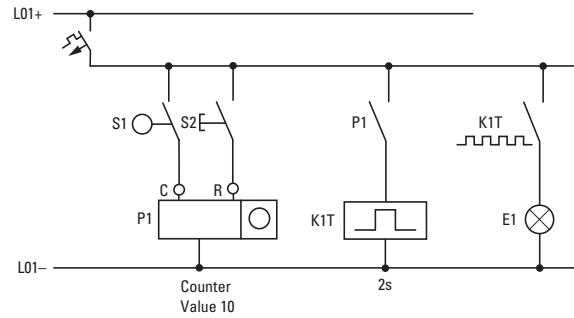 L01+
S1
S2
P1
K1T
C
R
P1
K1T
E1
L01–
Counter
Value 10
2s